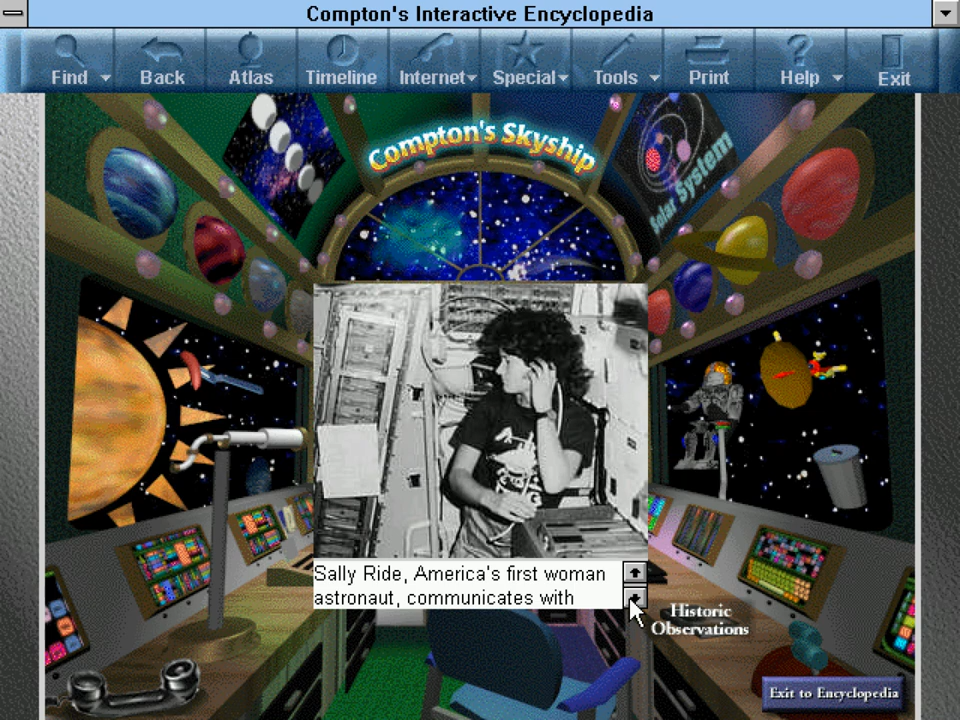 Compton's Interactive Encyclopedia
Find
Back
Atlas
Timeline
Internet
Special
Tools
Print
Help
Exit
Compton's Skyship
Solar System
Sally Ride, America's first woman
astronaut, communicates with
Historic
Observations
Exit to Encyclopedia